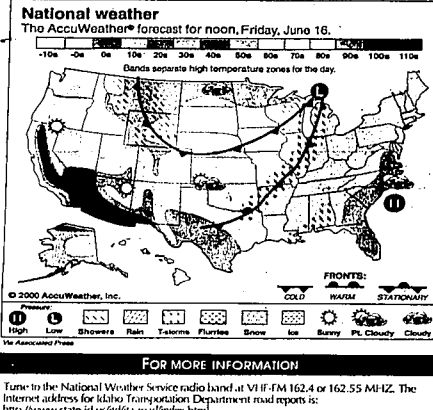 National weather
The AccuWeather® forecast for noon, Friday, June 16.
-10s -0s 0s 10s 20s 30s 40s 50s 60s 70s 80s 90s 100s 110s
Bands separate high temperature zones for the day.
L
H
FRONTS:
COLD WARM STATIONARY
© 2000 AccuWeather, Inc.
Pressure:
H L
High Low Showers Rain T-storms Flurries Snow Ice Sunny Pt. Cloudy Cloudy
Via Associated Press
FOR MORE INFORMATION
Tune to the National Weather Service radio band at VHF-FM 162.4 or 162.55 MHZ. The
Internet address for Idaho Transportation Department road reports is: